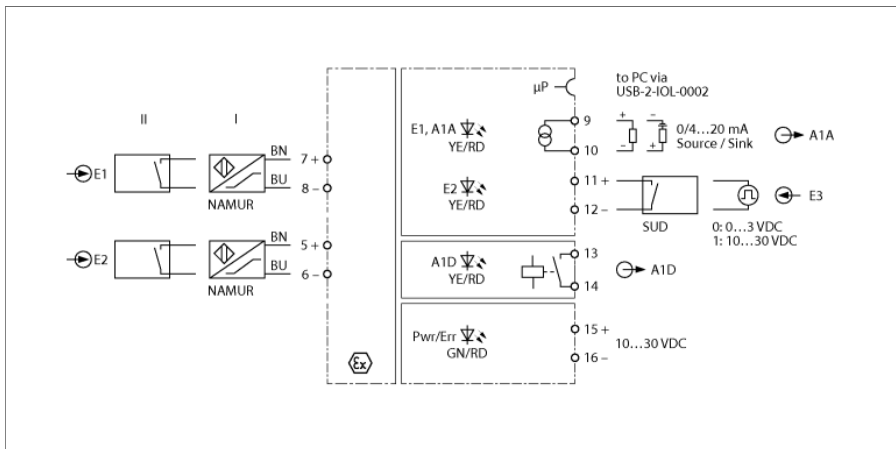 II
I
E1
BN
7 +
BU
8 –
NAMUR
E2
BN
5 +
BU
6 –
NAMUR
Ex
µP
to PC via
USB-2-IOL-0002
E1, A1A
YE/RD
9
10
+
–
–
+
0/4…20 mA
Source / Sink
A1A
E2
YE/RD
11 +
12 –
SUD
0: 0…3 VDC
1: 10…30 VDC
E3
A1D
YE/RD
13
14
A1D
Pwr/Err
GN/RD
15 +
16 –
10…30 VDC